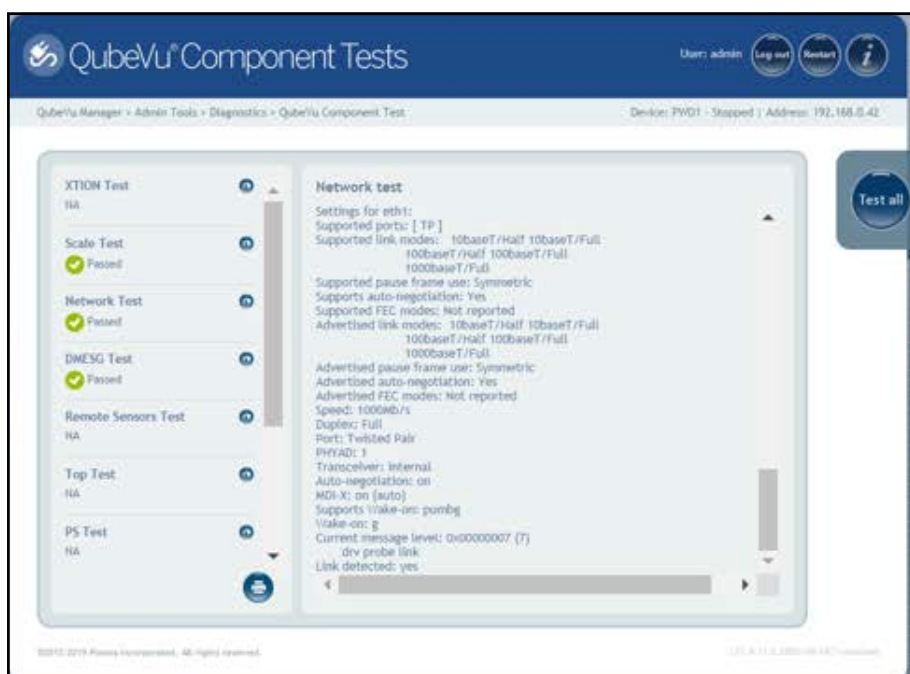 QubeVu® Component Tests
User: admin
Log out
Restart
i
QubeVu Manager > Admin Tools > Diagnostics > QubeVu Component Test
Device: PWD1 - Stopped | Address: 192.168.0.42
XTION Test
NA
Scale Test
Passed
Network Test
Passed
DMESG Test
Passed
Remote Sensors Test
NA
Top Test
NA
PS Test
NA
Network test
Settings for eth1:
Supported ports: [ TP ]
Supported link modes: 10baseT/Half 10baseT/Full
100baseT/Half 100baseT/Full
1000baseT/Full
Supported pause frame use: Symmetric
Supports auto-negotiation: Yes
Supported FEC modes: Not reported
Advertised link modes: 10baseT/Half 10baseT/Full
100baseT/Half 100baseT/Full
1000baseT/Full
Advertised pause frame use: Symmetric
Advertised auto-negotiation: Yes
Advertised FEC modes: Not reported
Speed: 1000Mb/s
Duplex: Full
Port: Twisted Pair
PHYAD: 1
Transceiver: internal
Auto-negotiation: on
MDI-X: on (auto)
Supports Wake-on: pumbg
Wake-on: g
Current message level: 0x00000007 (7)
drv probe link
Link detected: yes
Test all
All rights reserved.